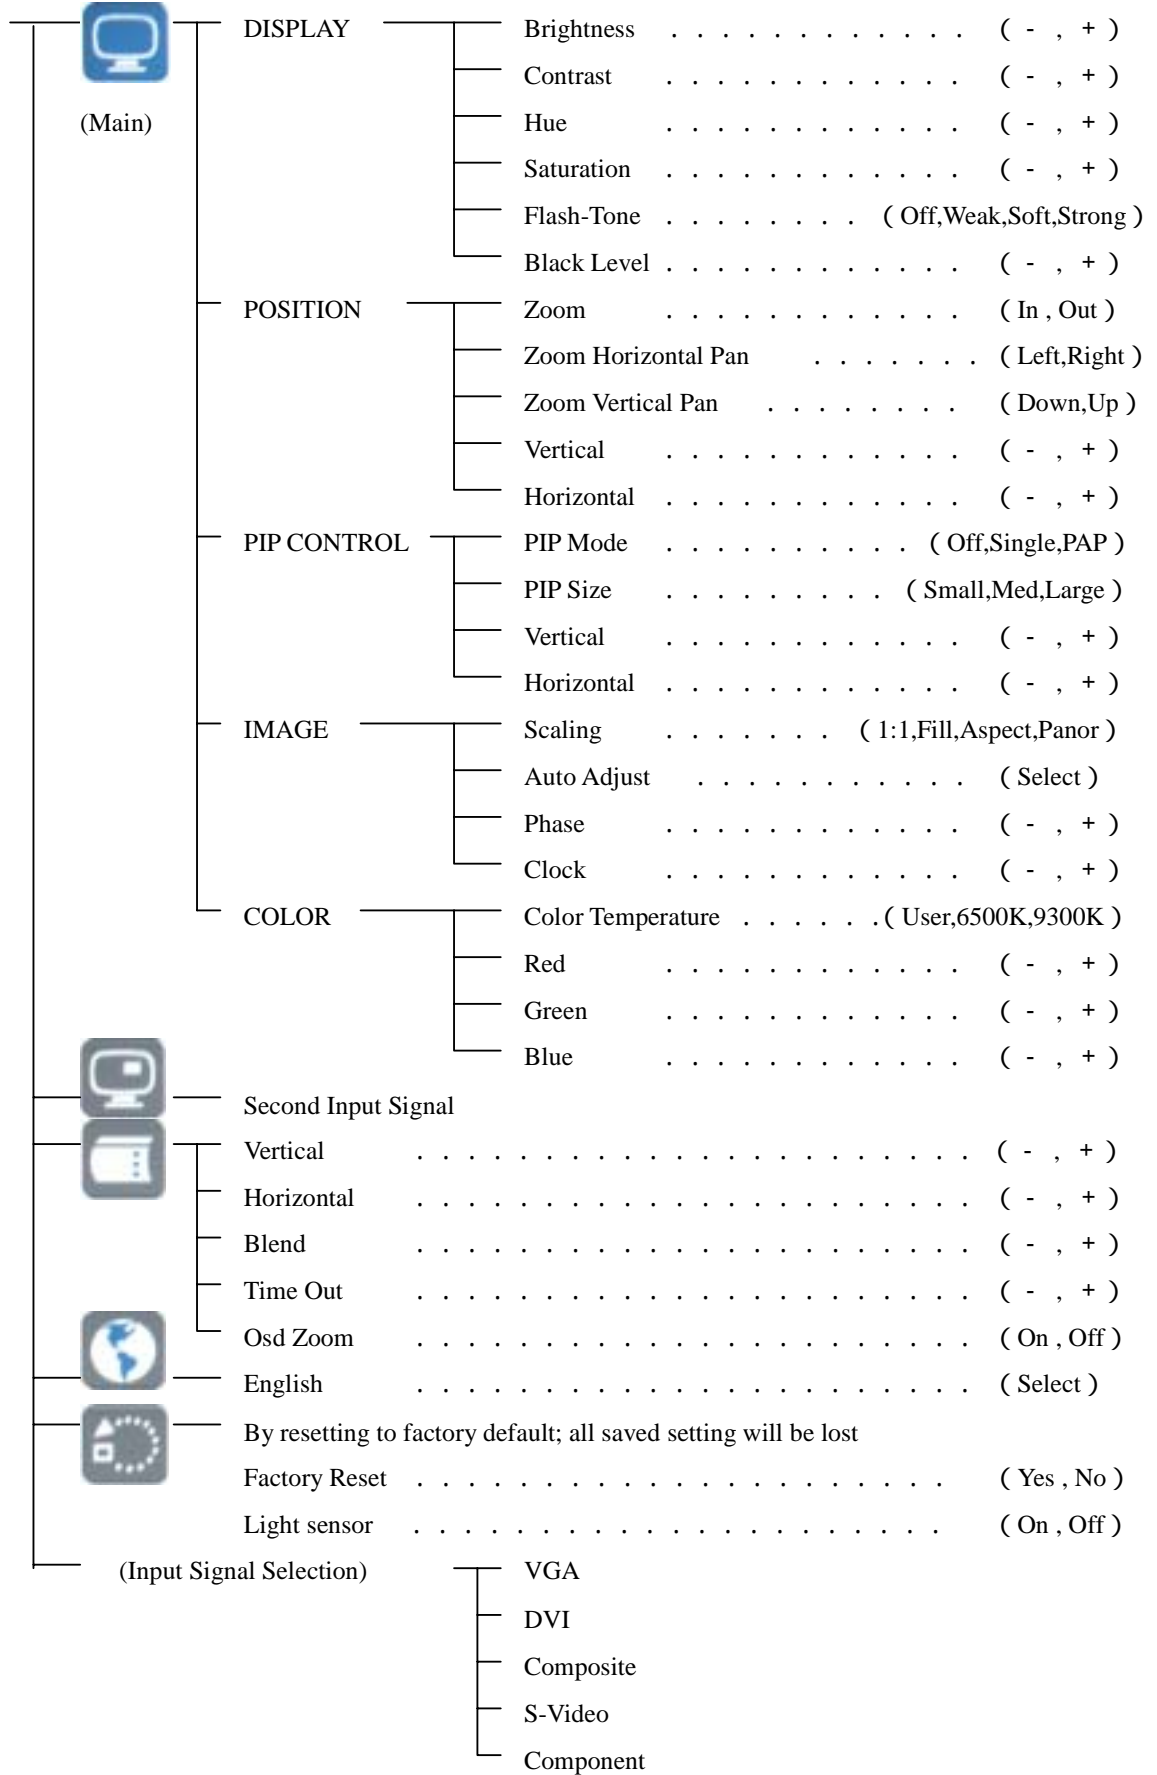 DISPLAY Brightness . . . . . . . . . . . . ( - , + )
Contrast . . . . . . . . . . . . ( - , + )
(Main) Hue . . . . . . . . . . . . ( - , + )
Saturation . . . . . . . . . . . . ( - , + )
Flash-Tone . . . . . . . . ( Off,Weak,Soft,Strong )
Black Level . . . . . . . . . . . . ( - , + )
POSITION Zoom . . . . . . . . . . . . ( In , Out )
Zoom Horizontal Pan . . . . . . . ( Left,Right )
Zoom Vertical Pan . . . . . . . . ( Down,Up )
Vertical . . . . . . . . . . . . ( - , + )
Horizontal . . . . . . . . . . . . ( - , + )
PIP CONTROL PIP Mode . . . . . . . . . . ( Off,Single,PAP )
PIP Size . . . . . . . . . ( Small,Med,Large )
Vertical . . . . . . . . . . . . ( - , + )
Horizontal . . . . . . . . . . . . ( - , + )
IMAGE Scaling . . . . . . . ( 1:1,Fill,Aspect,Panor )
Auto Adjust . . . . . . . . . . . ( Select )
Phase . . . . . . . . . . . . ( - , + )
Clock . . . . . . . . . . . . ( - , + )
COLOR Color Temperature . . . . . . ( User,6500K,9300K )
Red . . . . . . . . . . . . ( - , + )
Green . . . . . . . . . . . . ( - , + )
Blue . . . . . . . . . . . . ( - , + )
Second Input Signal
Vertical . . . . . . . . . . . . . . . . . . . . . . ( - , + )
Horizontal . . . . . . . . . . . . . . . . . . . . . . ( - , + )
Blend . . . . . . . . . . . . . . . . . . . . . . ( - , + )
Time Out . . . . . . . . . . . . . . . . . . . . . . ( - , + )
Osd Zoom . . . . . . . . . . . . . . . . . . . . . . ( On , Off )
English . . . . . . . . . . . . . . . . . . . . . . ( Select )
By resetting to factory default; all saved setting will be lost
Factory Reset . . . . . . . . . . . . . . . . . . . . . ( Yes , No )
Light sensor . . . . . . . . . . . . . . . . . . . . . ( On , Off )
(Input Signal Selection) VGA
DVI
Composite
S-Video
Component